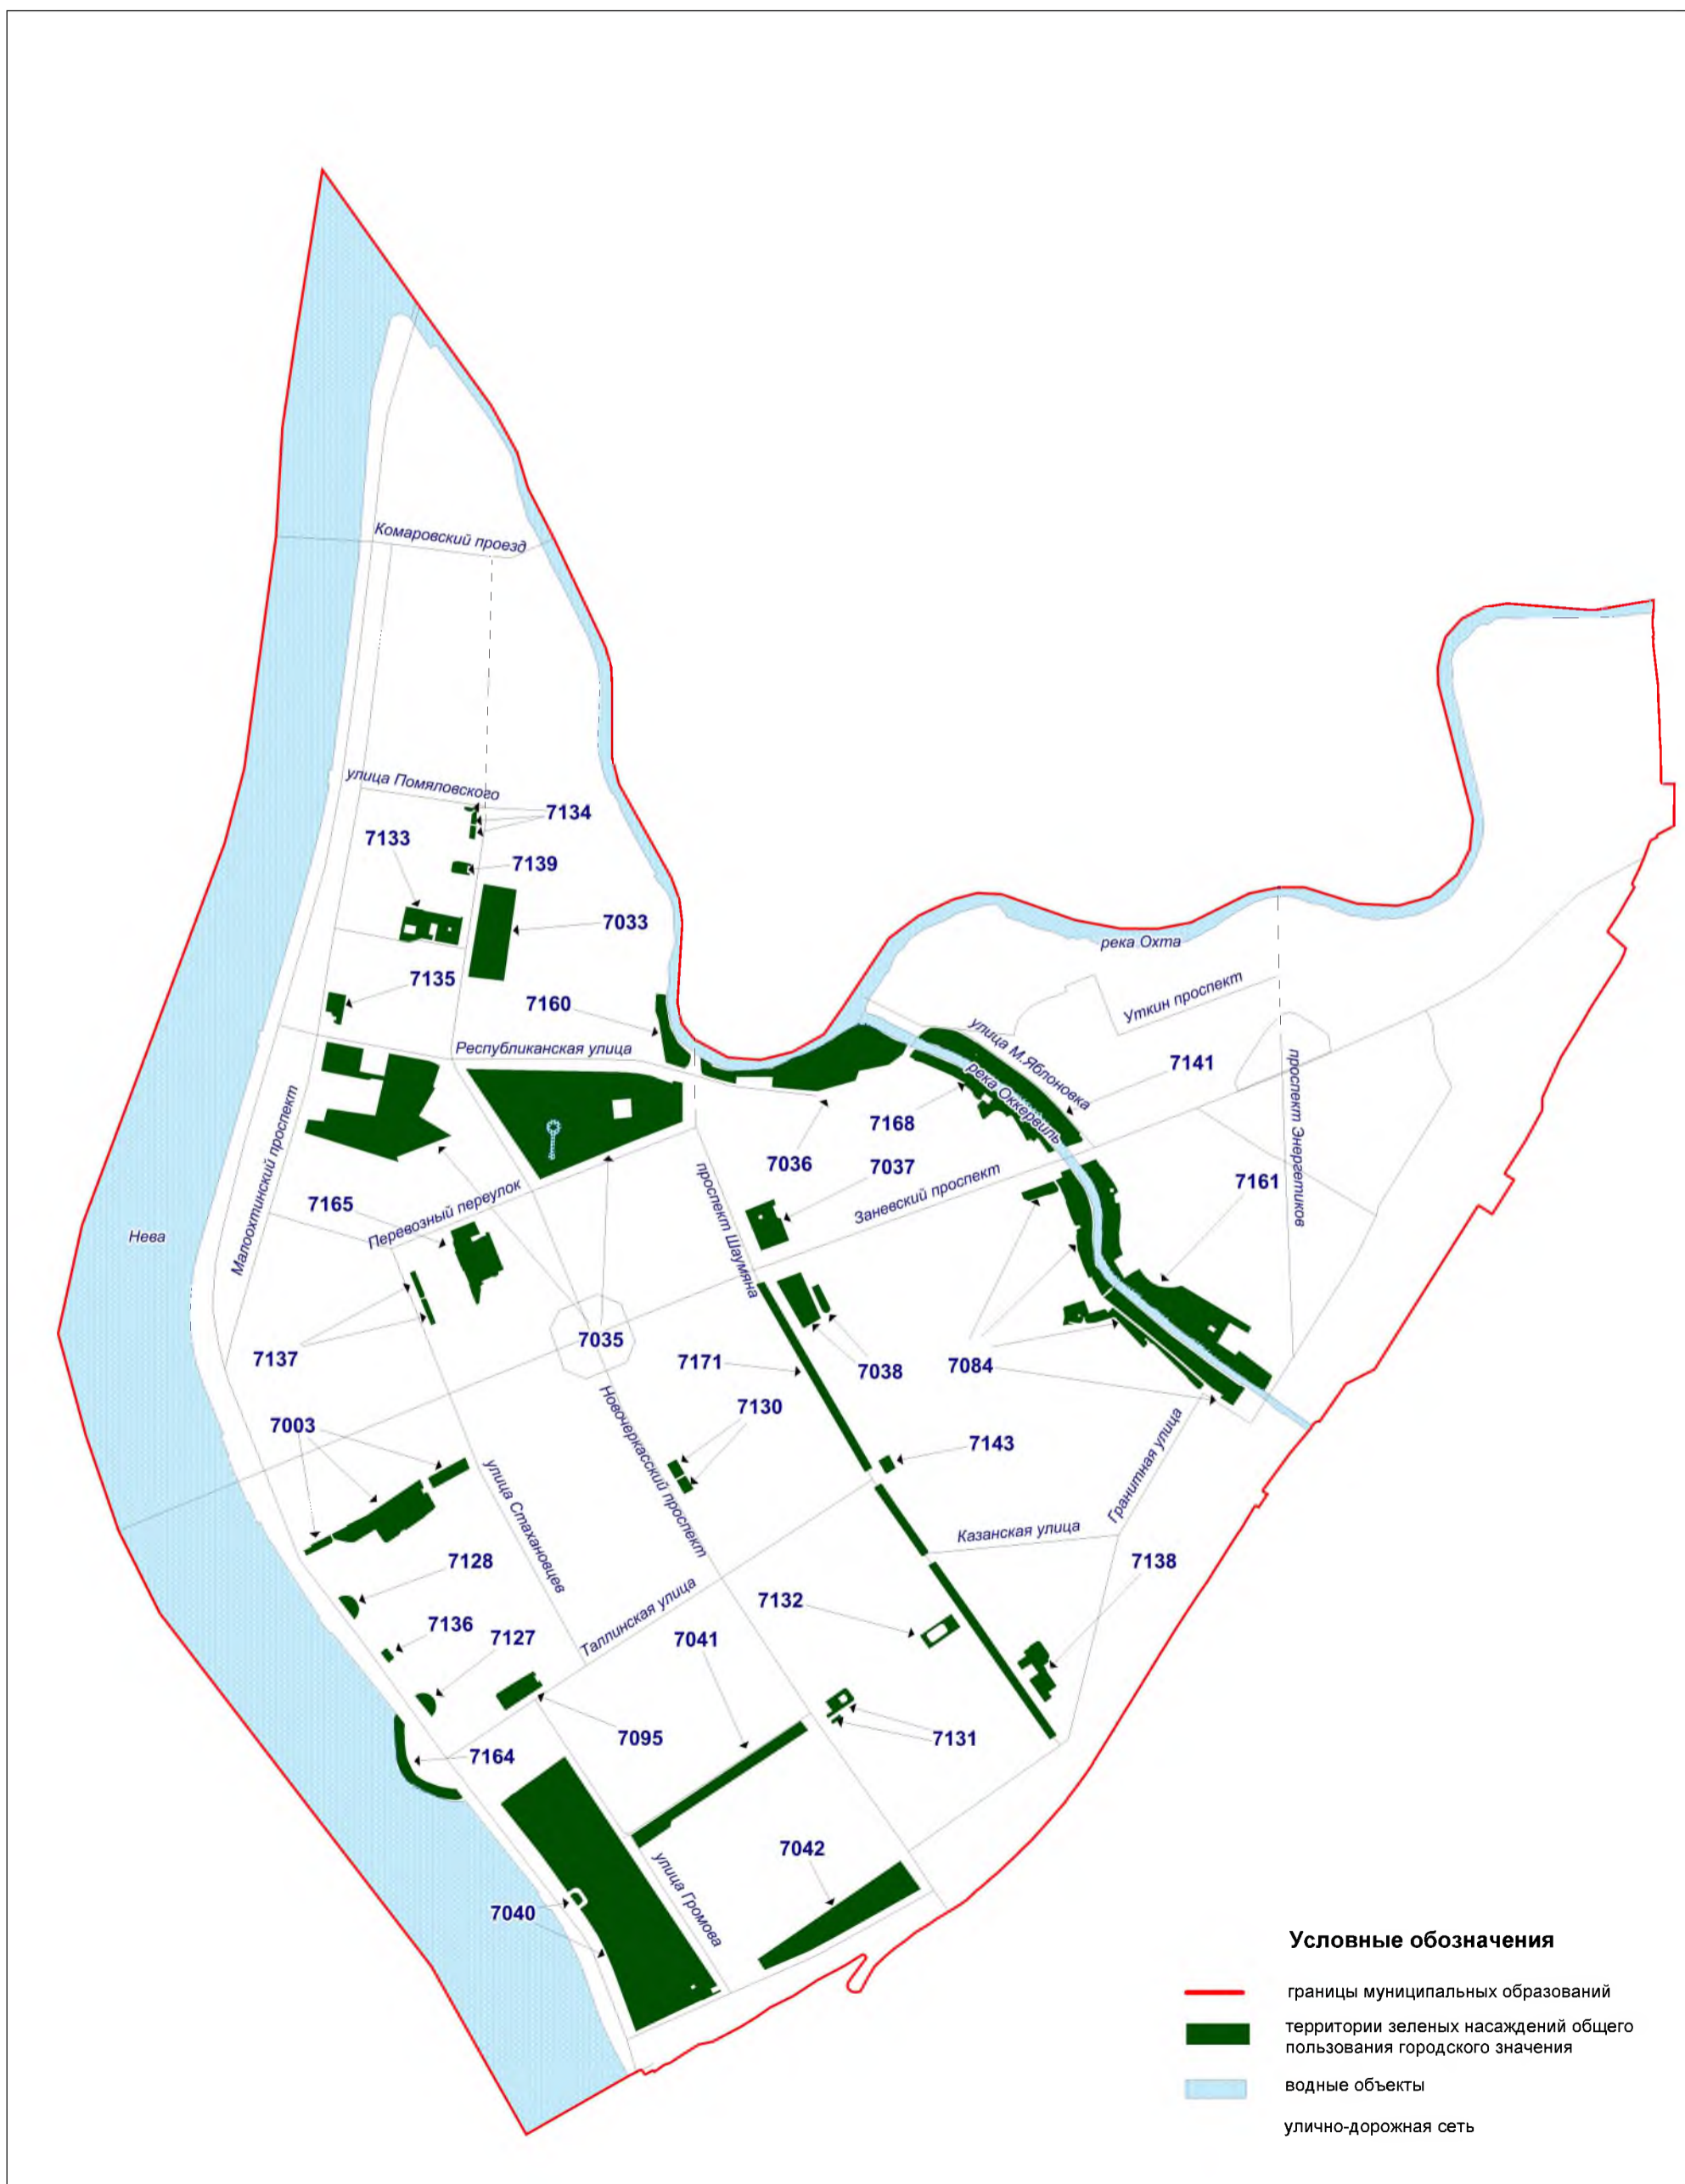 Комаровский проезд
улица Помяловского
7134
7133
7139
7033
река Охта
7135
Уткин проспект
7160
улица М.Яблоновка
Республиканская улица
7141
река Оккервиль
проспект Энергетиков
Малоохтинский проспект
7168
7036
7037
проспект Шаумяна
Заневский проспект
7161
7165
Перевозный переулок
Нева
7035
7137
7171
7038
7084
7003
7130
Новочеркасский проспект
7143
Гранитная улица
улица Стахановцев
Казанская улица
7128
7138
7132
7136
7127
Таллинская улица
7041
7095
7131
7164
7042
улица Громова
7040
Условные обозначения
границы муниципальных образований
территории зеленых насаждений общего
пользования городского значения
водные объекты
улично-дорожная сеть